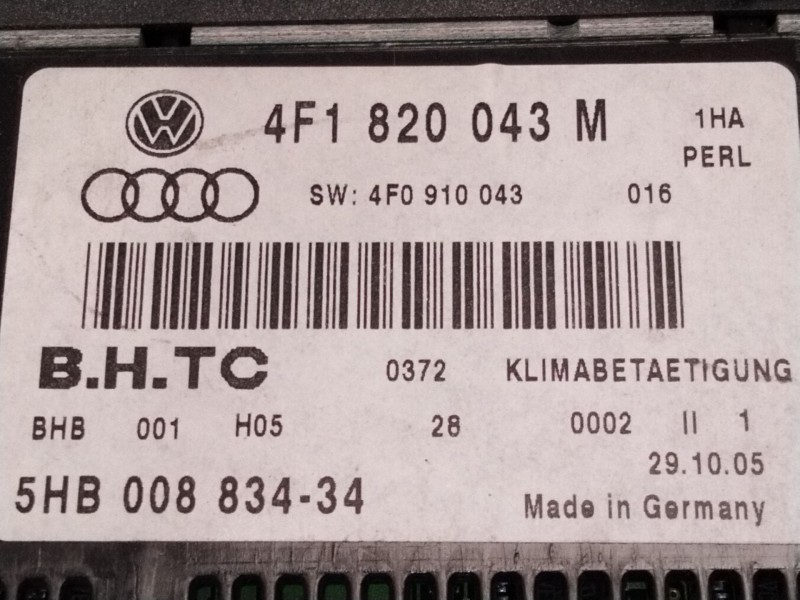 4F1 820 043 M 1HA
PERL
SW: 4F0 910 043 016
B.H.TC 0372 KLIMABETAETIGUNG
BHB 001 H05 28 0002 II 1
29.10.05
5HB 008 834-34 Made in Germany